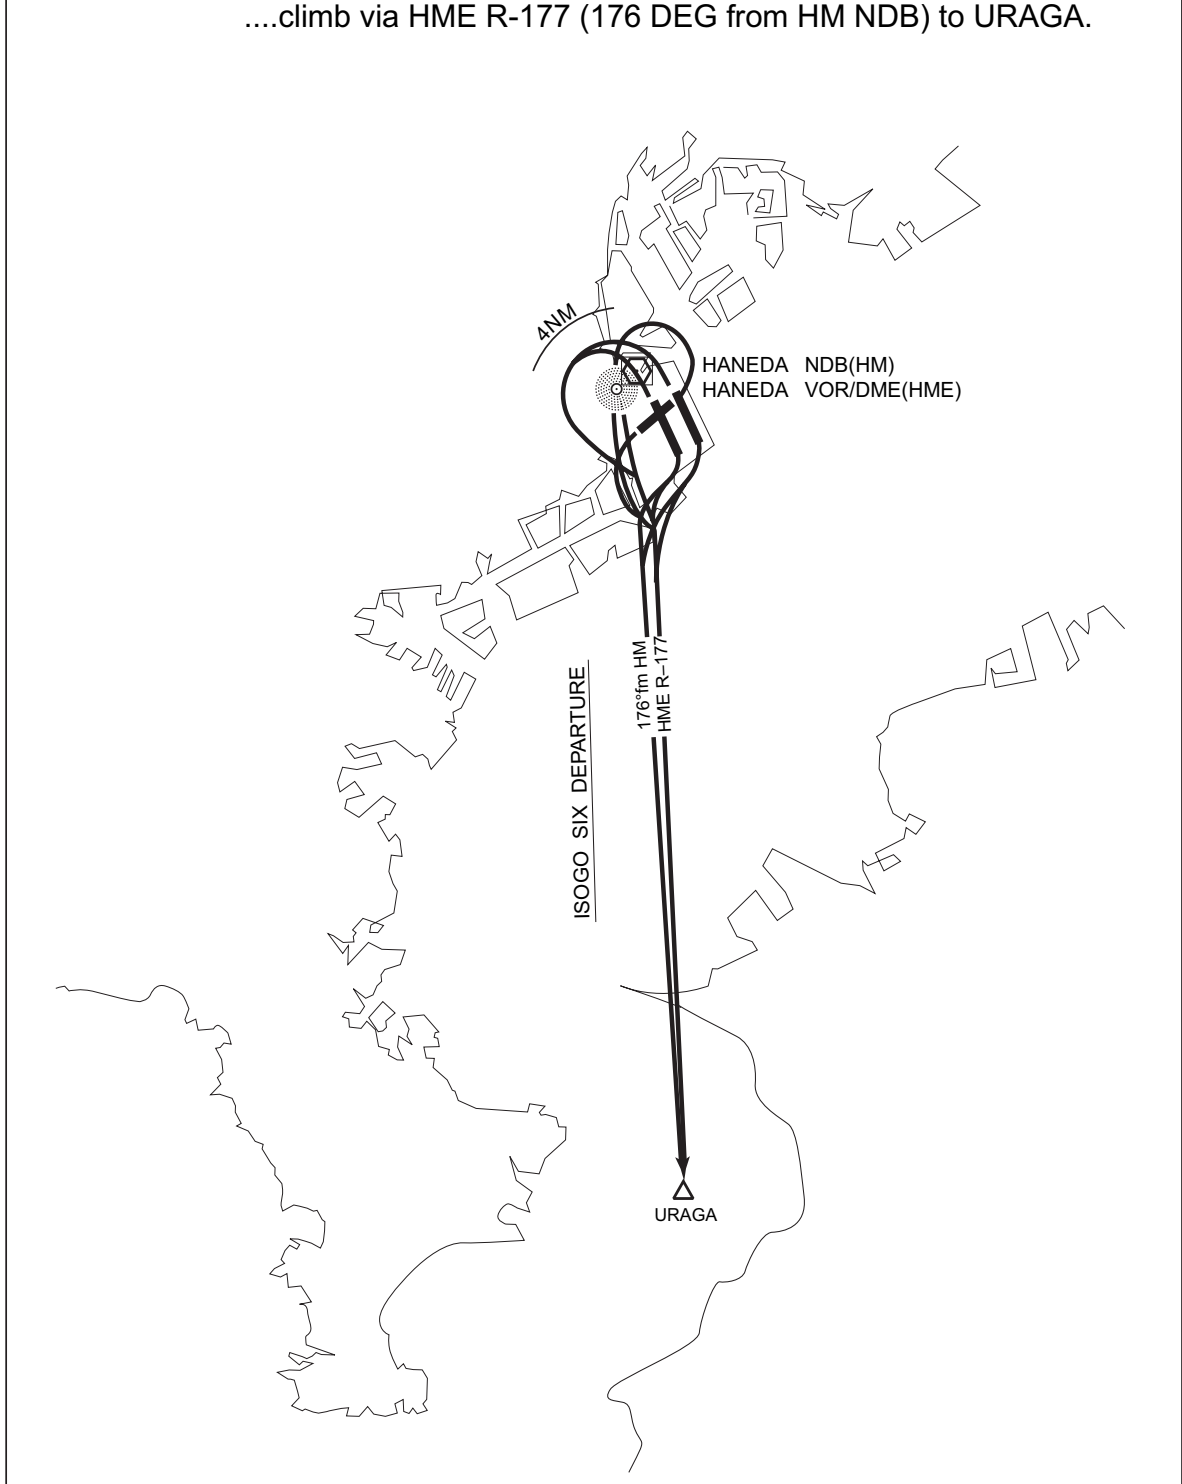 ....climb via HME R-177 (176 DEG from HM NDB) to URAGA.
4NM
HANEDA NDB(HM)
HANEDA VOR/DME(HME)
176°fm HM
HME R–177
ISOGO SIX DEPARTURE
URAGA